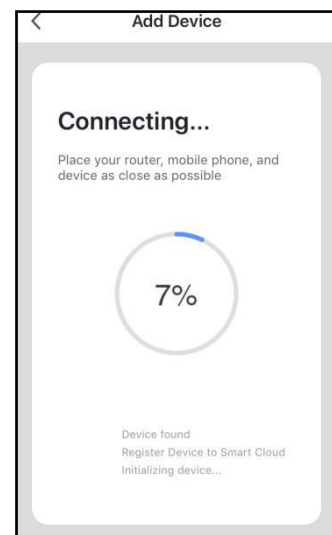 Add Device
Connecting...
Place your router, mobile phone, and
device as close as possible
7%
Device found
Register Device to Smart Cloud
Initializing device...